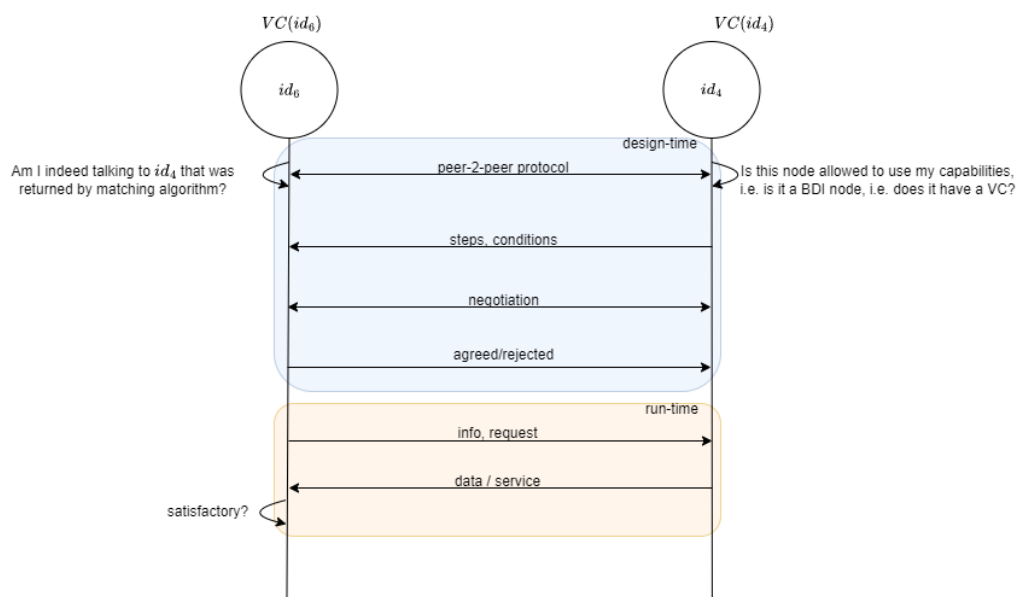 VC(id₆)
VC(id₄)
id₆
id₄
design-time
Am I indeed talking to id₄ that was
returned by matching algorithm?
peer-2-peer protocol
Is this node allowed to use my capabilities,
i.e. is it a BDI node, i.e. does it have a VC?
steps, conditions
negotiation
agreed/rejected
run-time
info, request
data / service
satisfactory?